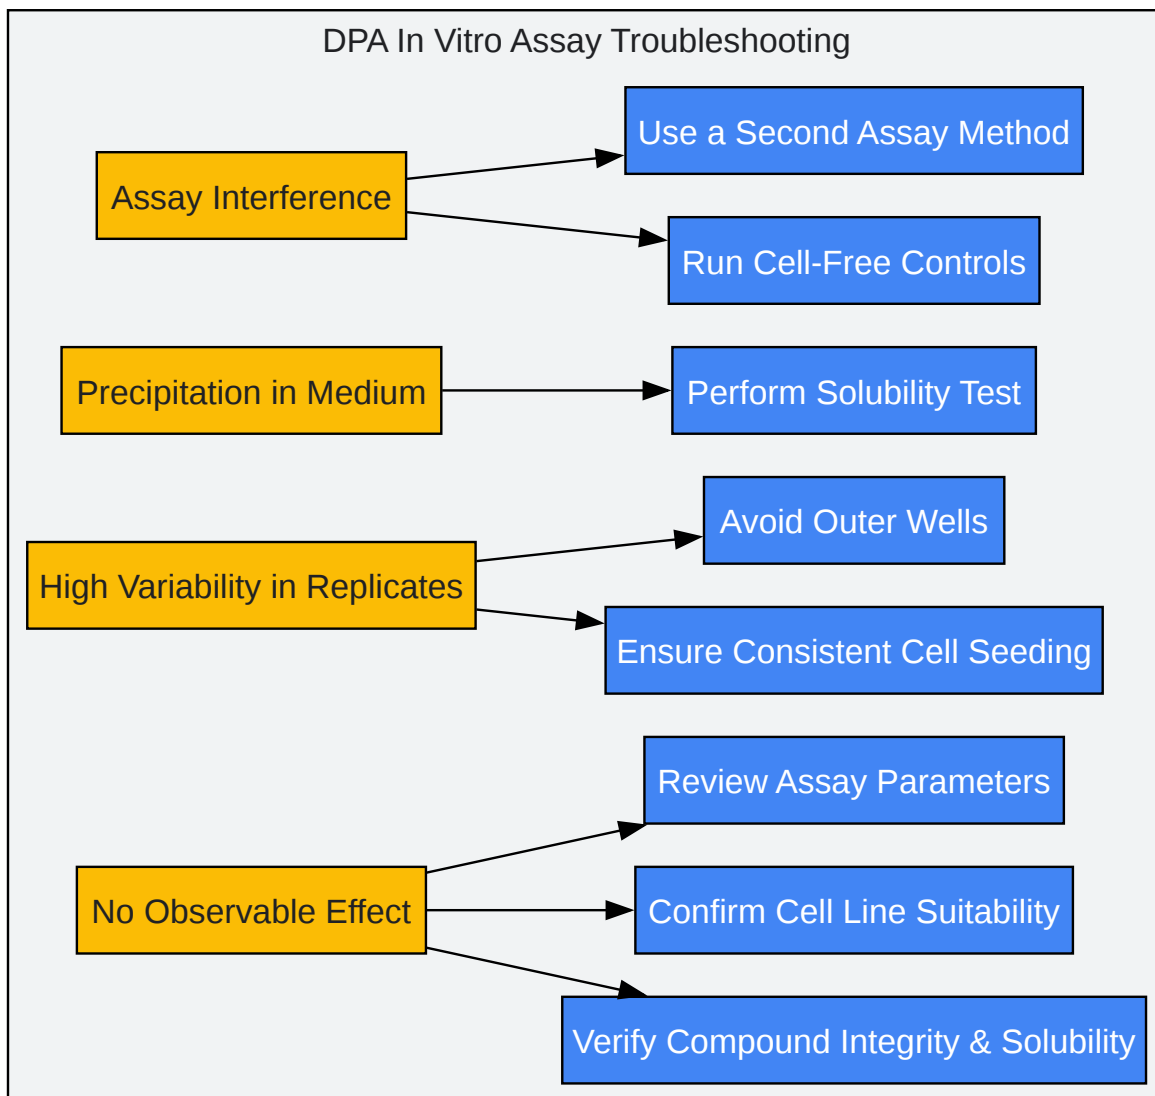 DPA In Vitro Assay Troubleshooting
Assay Interference
Use a Second Assay Method
Run Cell-Free Controls
Precipitation in Medium
Perform Solubility Test
High Variability in Replicates
Avoid Outer Wells
Ensure Consistent Cell Seeding
No Observable Effect
Review Assay Parameters
Confirm Cell Line Suitability
Verify Compound Integrity & Solubility